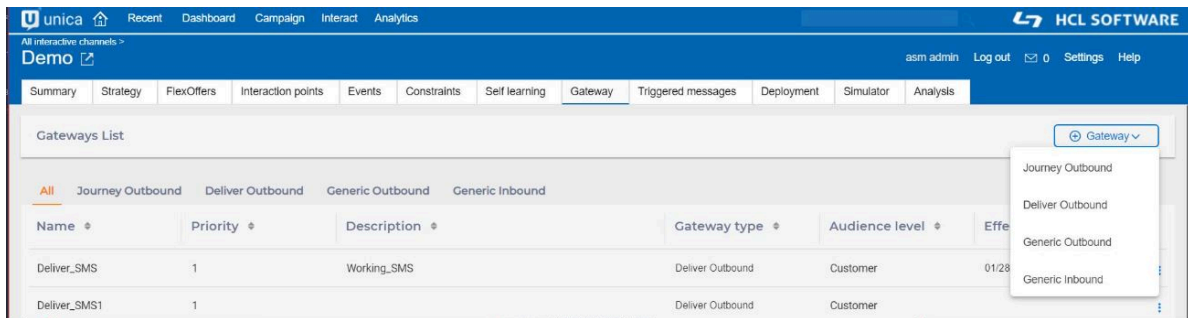 unica Recent Dashboard Campaign Interact Analytics HCL SOFTWARE
All interactive channels >
Demo asm admin Log out 0 Settings Help
Summary Strategy FlexOffers Interaction points Events Constraints Self learning Gateway Triggered messages Deployment Simulator Analysis
Gateways List Gateway
Journey Outbound
Deliver Outbound
Generic Outbound
Generic Inbound
All Journey Outbound Deliver Outbound Generic Outbound Generic Inbound
Name Priority Description Gateway type Audience level Effe
Deliver_SMS 1 Working_SMS Deliver Outbound Customer 01/28
Deliver_SMS1 1 Deliver Outbound Customer